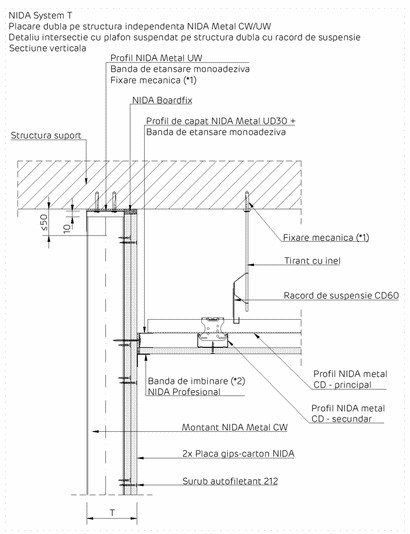 NIDA System T
Placare dubla pe structura independenta NIDA Metal CW/UW
Detaliu intersectie cu plafon suspendat pe structura dubla cu racord de suspensie
Sectiune verticala
Profil NIDA Metal UW
Banda de etansare monoadeziva
Fixare mecanica (*1)
NIDA Boardfix
Profil de capat NIDA Metal UD30 +
Banda de etansare monoadeziva
Structura suport
≤50
10
Fixare mecanica (*1)
Tirant cu inel
Racord de suspensie CD60
Profil NIDA metal
CD - principal
Banda de imbinare (*2)
NIDA Profesional
Profil NIDA metal
CD - secundar
Montant NIDA Metal CW
2x Placa gips-carton NIDA
Surub autofiletant 212
T